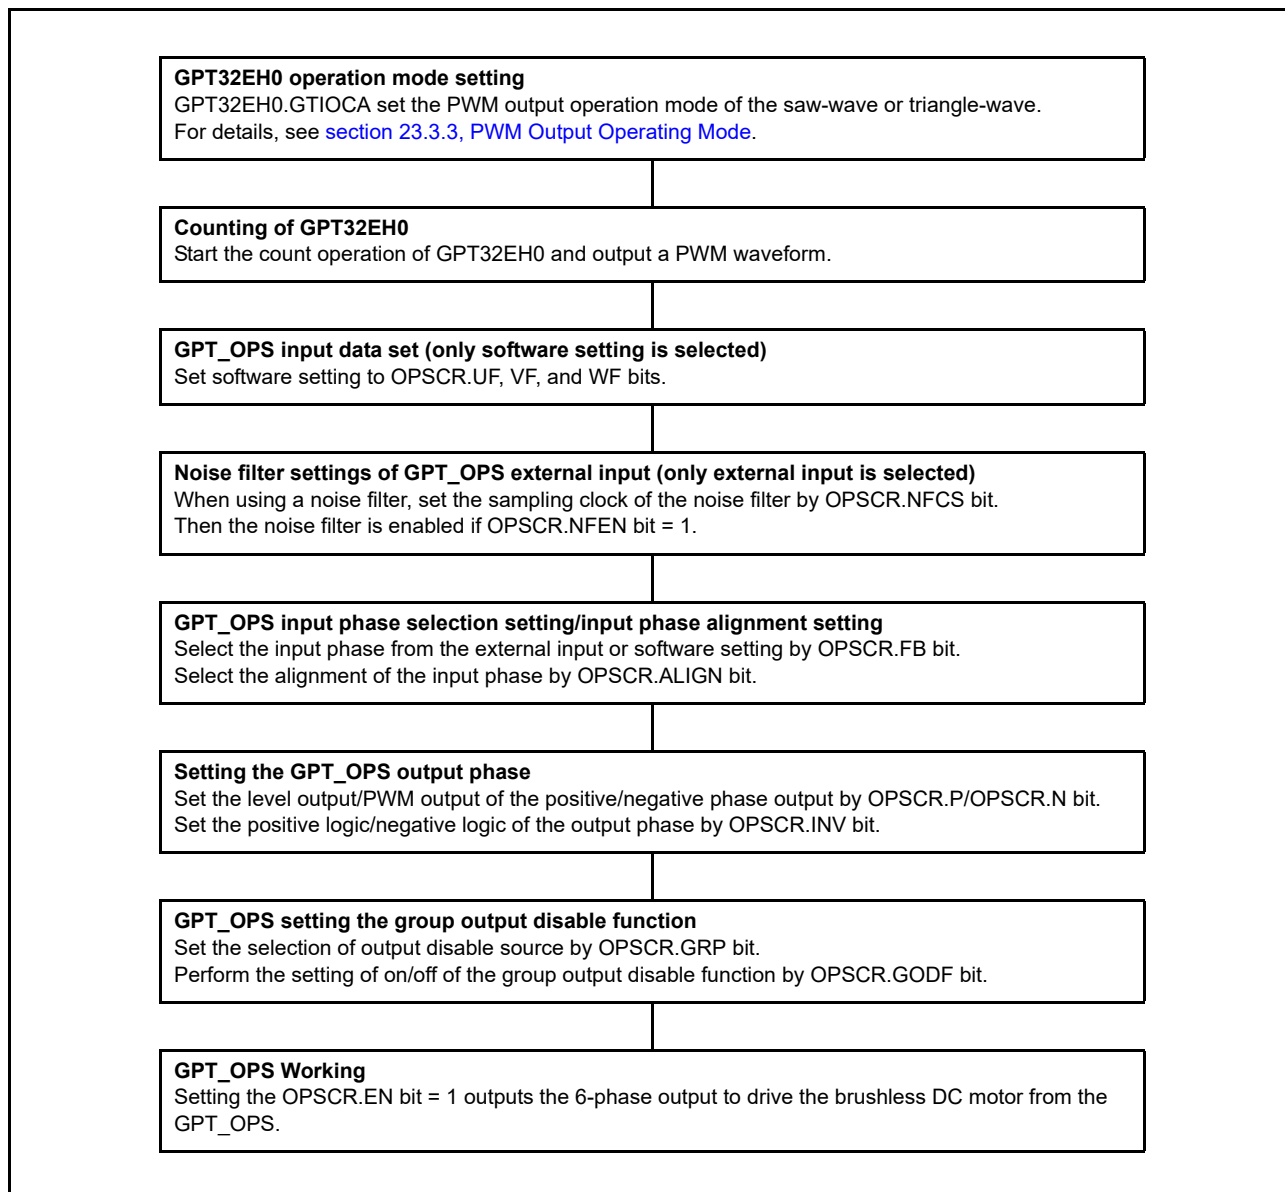 GPT32EH0 operation mode setting
GPT32EH0.GTIOCA set the PWM output operation mode of the saw-wave or triangle-wave.
For details, see section 23.3.3, PWM Output Operating Mode.
Counting of GPT32EH0
Start the count operation of GPT32EH0 and output a PWM waveform.
GPT_OPS input data set (only software setting is selected)
Set software setting to OPSCR.UF, VF, and WF bits.
Noise filter settings of GPT_OPS external input (only external input is selected)
When using a noise filter, set the sampling clock of the noise filter by OPSCR.NFCS bit.
Then the noise filter is enabled if OPSCR.NFEN bit = 1.
GPT_OPS input phase selection setting/input phase alignment setting
Select the input phase from the external input or software setting by OPSCR.FB bit.
Select the alignment of the input phase by OPSCR.ALIGN bit.
Setting the GPT_OPS output phase
Set the level output/PWM output of the positive/negative phase output by OPSCR.P/OPSCR.N bit.
Set the positive logic/negative logic of the output phase by OPSCR.INV bit.
GPT_OPS setting the group output disable function
Set the selection of output disable source by OPSCR.GRP bit.
Perform the setting of on/off of the group output disable function by OPSCR.GODF bit.
GPT_OPS Working
Setting the OPSCR.EN bit = 1 outputs the 6-phase output to drive the brushless DC motor from the
GPT_OPS.